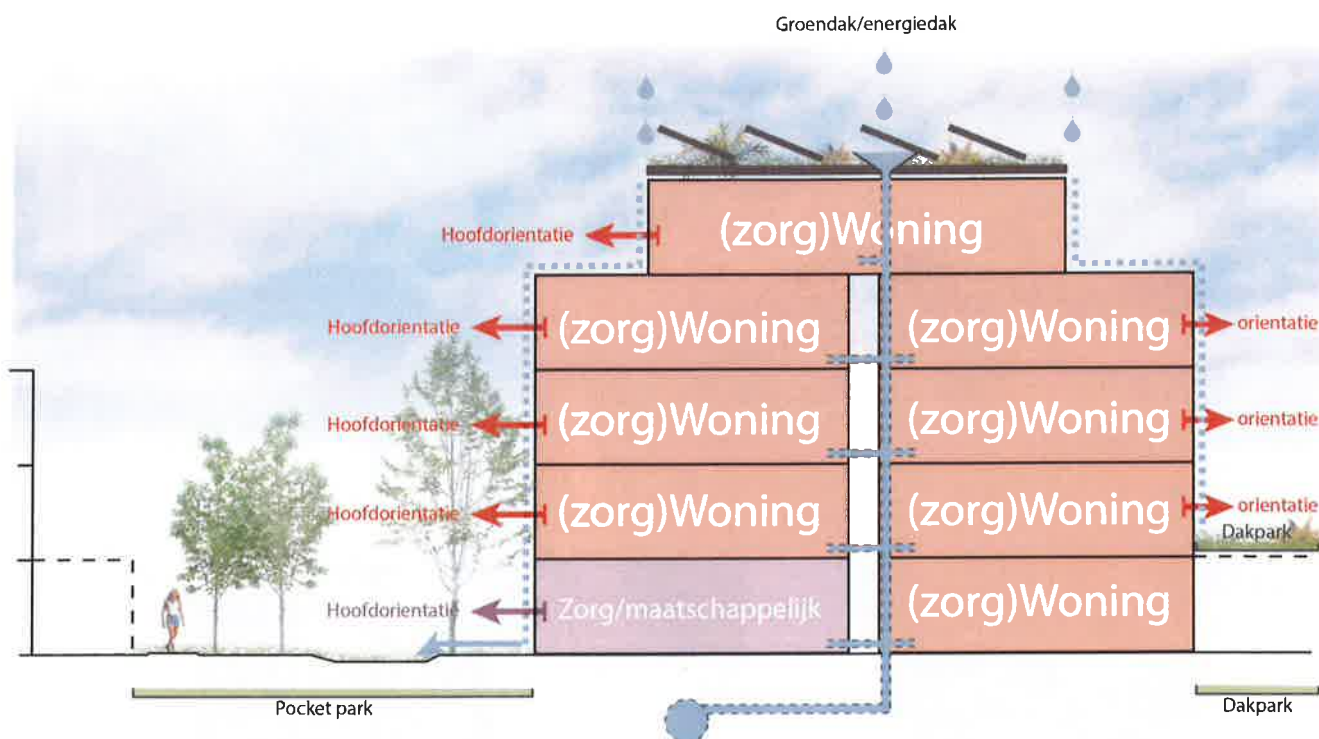 Groendak/energiedak
Hoofdorientatie
(zorg)Woning
Hoofdorientatie
(zorg)Woning
(zorg)Woning
orientatie
Hoofdorientatie
(zorg)Woning
(zorg)Woning
orientatie
Hoofdorientatie
(zorg)Woning
(zorg)Woning
orientatie
Dakpark
Hoofdorientatie
Zorg/maatschappelijk
(zorg)Woning
Pocket park
Dakpark